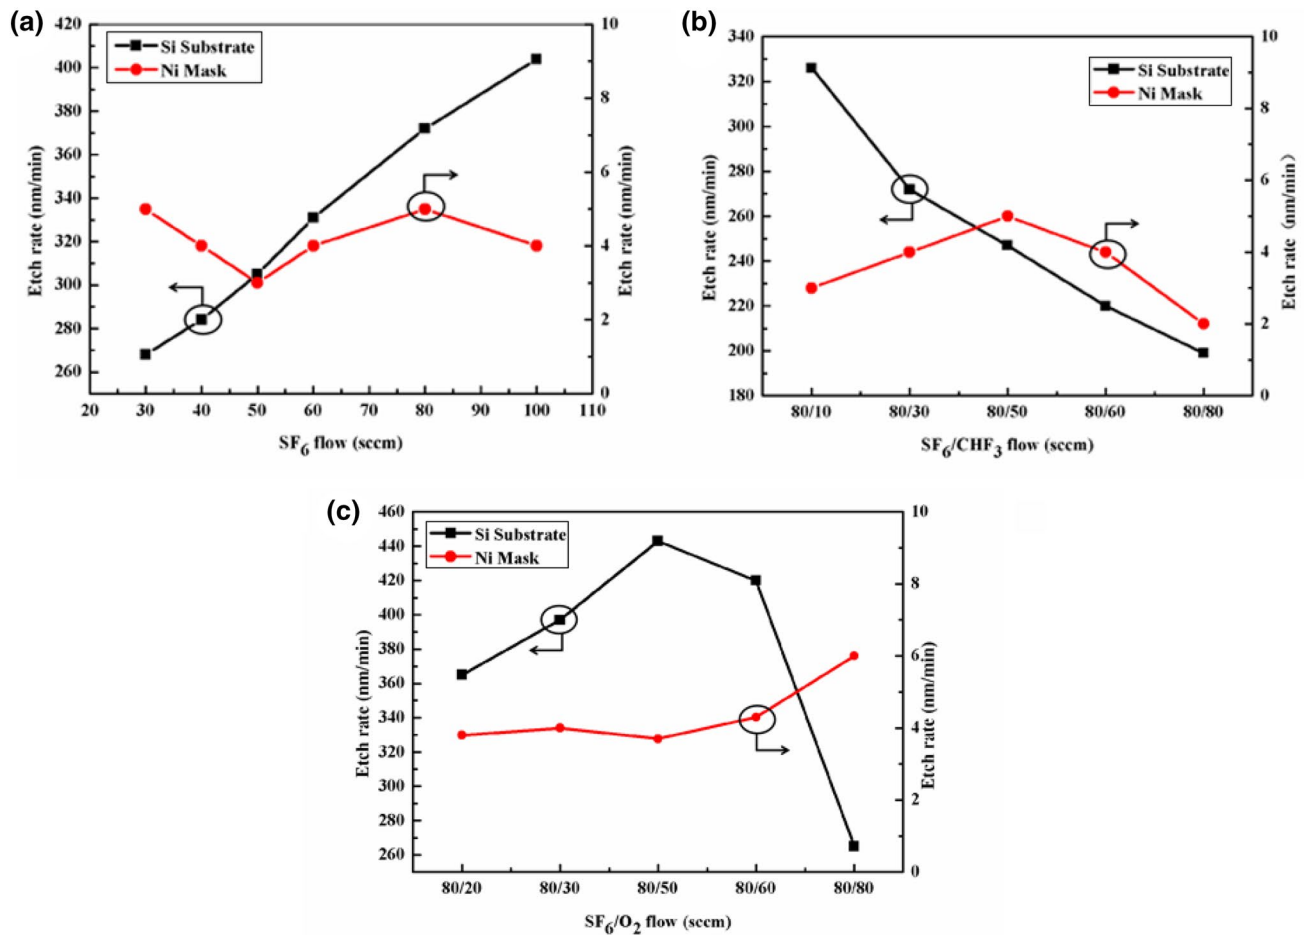 (a)
420
400
380
360
340
320
300
280
260
Etch rate (nm/min)
Si Substrate
Ni Mask
10
8
6
4
2
0
Etch rate (nm/min)
20 30 40 50 60 70 80 90 100 110
SF6 flow (sccm)
(b)
340
320
300
280
260
240
220
200
180
Etch rate (nm/min)
Si Substrate
Ni Mask
10
8
6
4
2
0
Etch rate (nm/min)
80/10 80/30 80/50 80/60 80/80
SF6/CHF3 flow (sccm)
(c)
460
440
420
400
380
360
340
320
300
280
260
Etch rate (nm/min)
Si Substrate
Ni Mask
10
8
6
4
2
0
Etch rate (nm/min)
80/20 80/30 80/50 80/60 80/80
SF6/O2 flow (sccm)